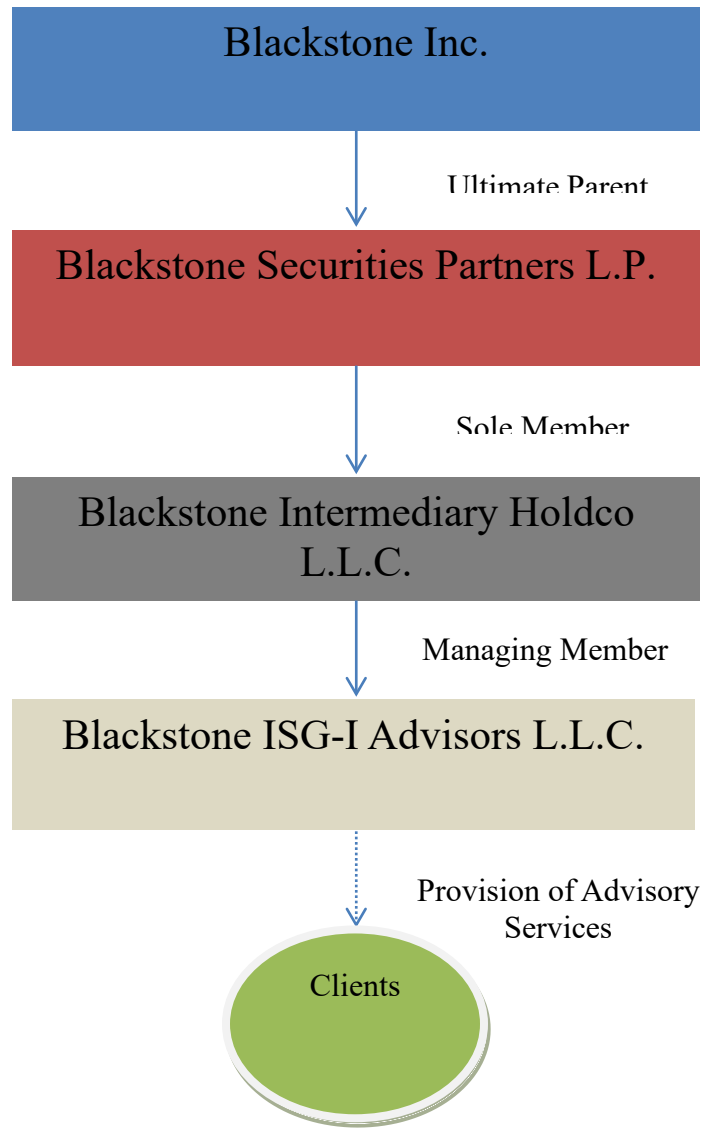 Blackstone Inc.
Ultimate Parent
Blackstone Securities Partners L.P.
Sole Member
Blackstone Intermediary Holdco
L.L.C.
Managing Member
Blackstone ISG-I Advisors L.L.C.
Provision of Advisory
Services
Clients